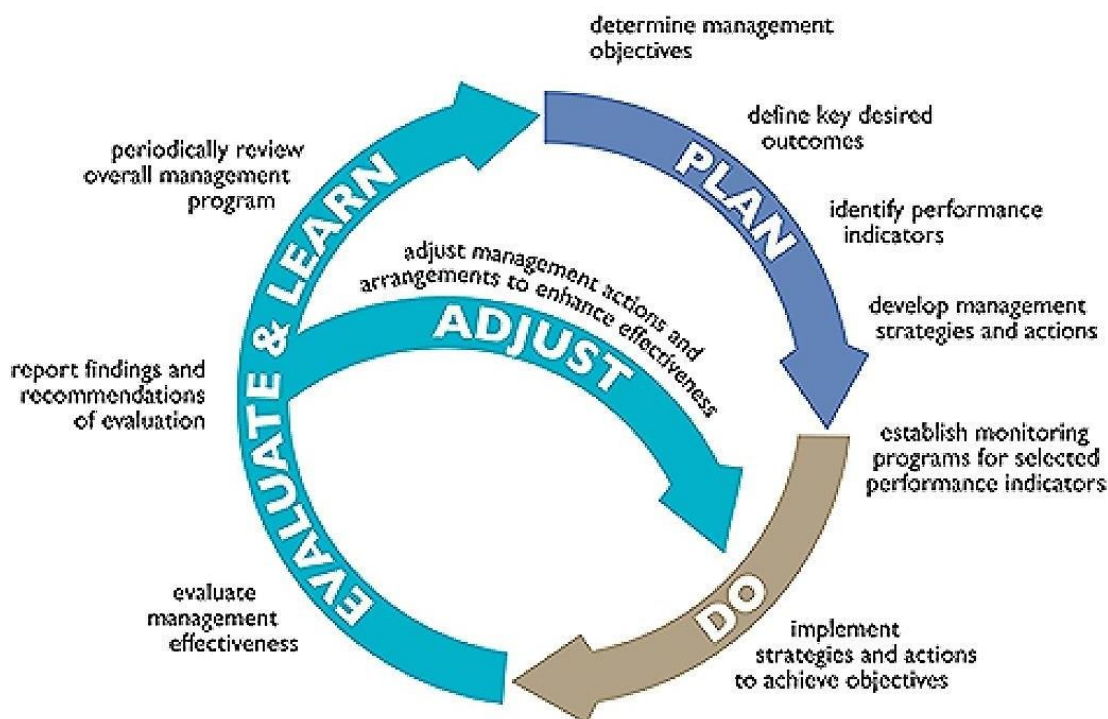 determine management
objectives
define key desired
outcomes
PLAN
identify performance
indicators
develop management
strategies and actions
establish monitoring
programs for selected
performance indicators
DO
implement
strategies and actions
to achieve objectives
evaluate
management
effectiveness
EVALUATE & LEARN
report findings and
recommendations
of evaluation
periodically review
overall management
program
adjust management actions and
arrangements to enhance effectiveness
ADJUST